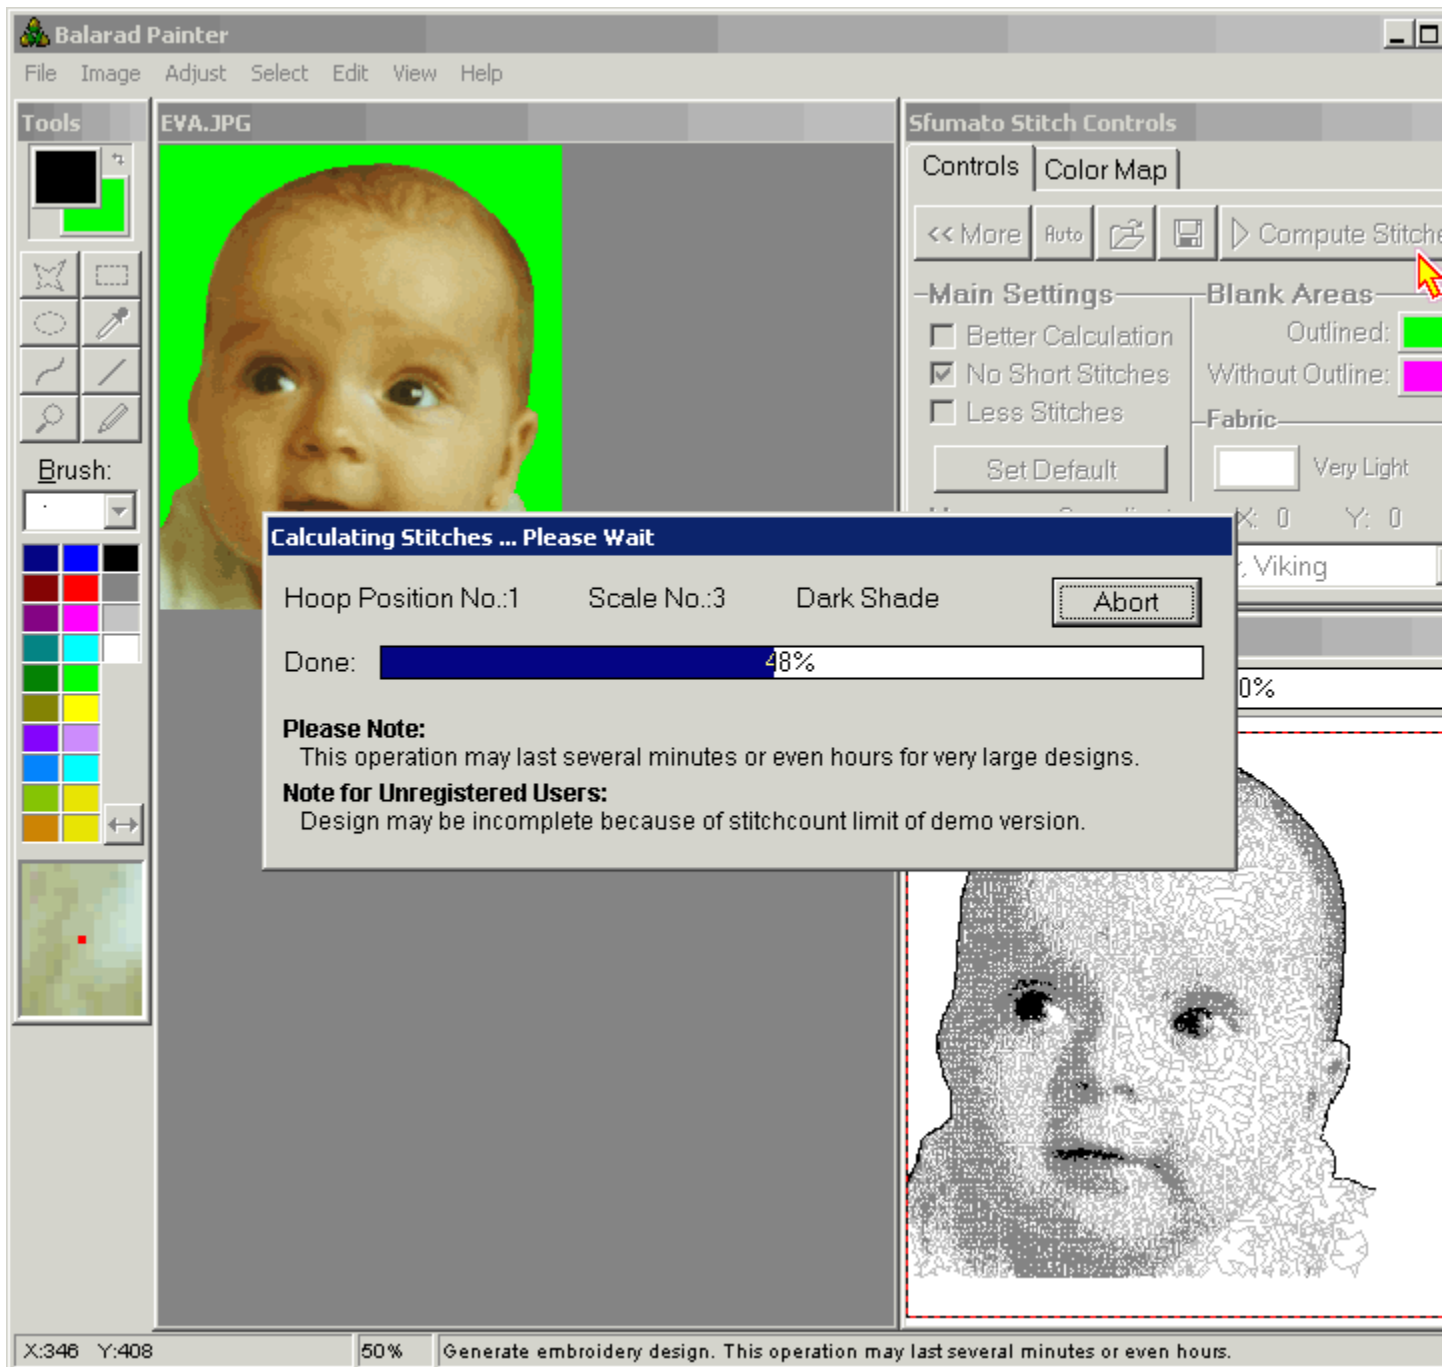 Balarad Painter
File Image Adjust Select Edit View Help
Tools
EVA.JPG
Sfumato Stitch Controls
Controls Color Map
<< More Auto Compute Stitche
Main Settings
Blank Areas
Better Calculation
Outlined:
No Short Stitches
Without Outline:
Less Stitches
Fabric
Set Default
Very Light
X: 0 Y: 0
Viking
Brush:
Calculating Stitches ... Please Wait
Hoop Position No.:1 Scale No.:3 Dark Shade Abort
Done: 48%
0%
Please Note:
This operation may last several minutes or even hours for very large designs.
Note for Unregistered Users:
Design may be incomplete because of stitchcount limit of demo version.
X:346 Y:408 50% Generate embroidery design. This operation may last several minutes or even hours.